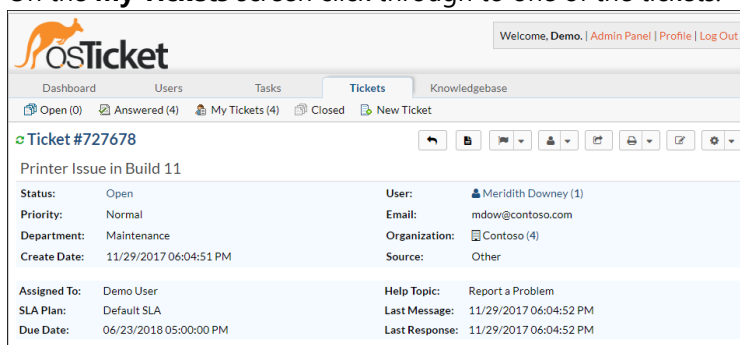 On the My Tickets screen click through to one of the tickets.
osTicket
Welcome, Demo. | Admin Panel | Profile | Log Out
Dashboard Users Tasks Tickets Knowledgebase
Open (0) Answered (4) My Tickets (4) Closed New Ticket
Ticket #727678
Printer Issue in Build 11
Status: Open User: Meridith Downey (1)
Priority: Normal Email: mdow@contoso.com
Department: Maintenance Organization: Contoso (4)
Create Date: 11/29/2017 06:04:51 PM Source: Other
Assigned To: Demo User Help Topic: Report a Problem
SLA Plan: Default SLA Last Message: 11/29/2017 06:04:52 PM
Due Date: 06/23/2018 05:00:00 PM Last Response: 11/29/2017 06:04:52 PM